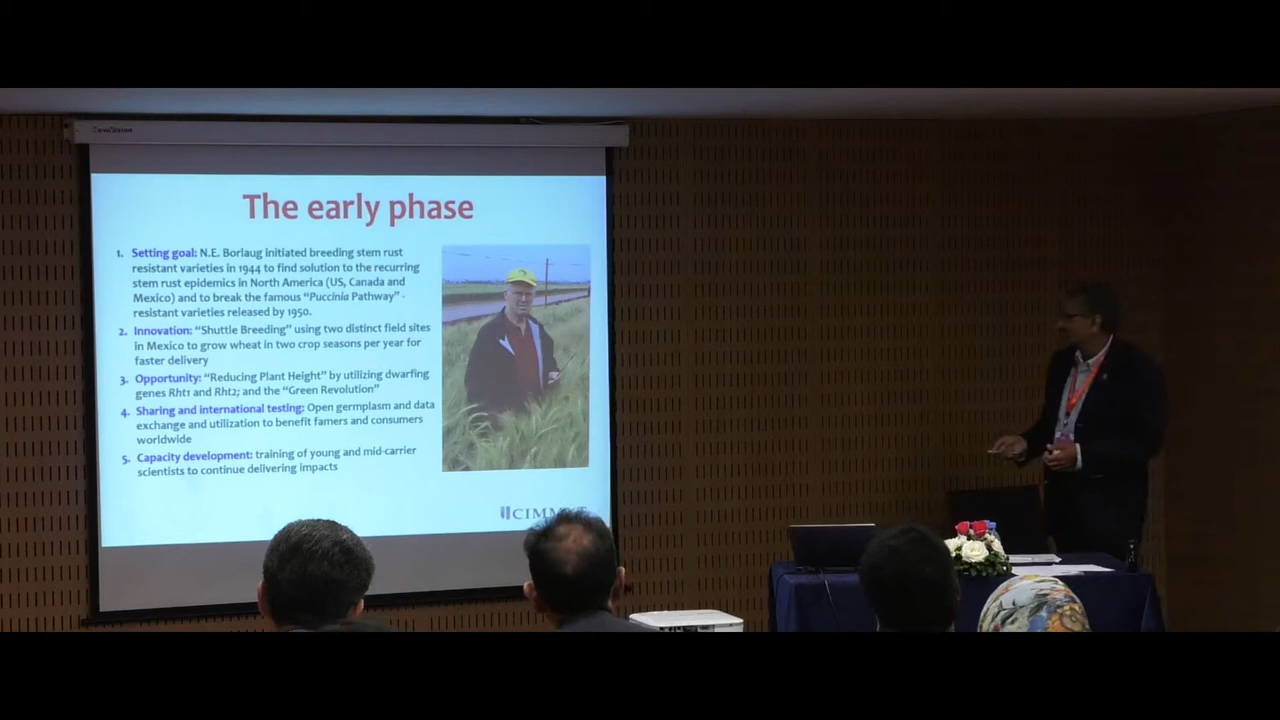 The early phase
1. Setting goal: N.E. Borlaug initiated breeding stem rust
resistant varieties in 1944 to find solution to the recurring
stem rust epidemics in North America (US, Canada and
Mexico) and to break the famous "Puccinia Pathway" -
resistant varieties released by 1950.
2. Innovation: "Shuttle Breeding" using two distinct field sites
in Mexico to grow wheat in two crop seasons per year for
faster delivery
3. Opportunity: "Reducing Plant Height" by utilizing dwarfing
genes Rht1 and Rht2; and the "Green Revolution"
4. Sharing and international testing: Open germplasm and data
exchange and utilization to benefit famers and consumers
worldwide
5. Capacity development: training of young and mid-carrier
scientists to continue delivering impacts